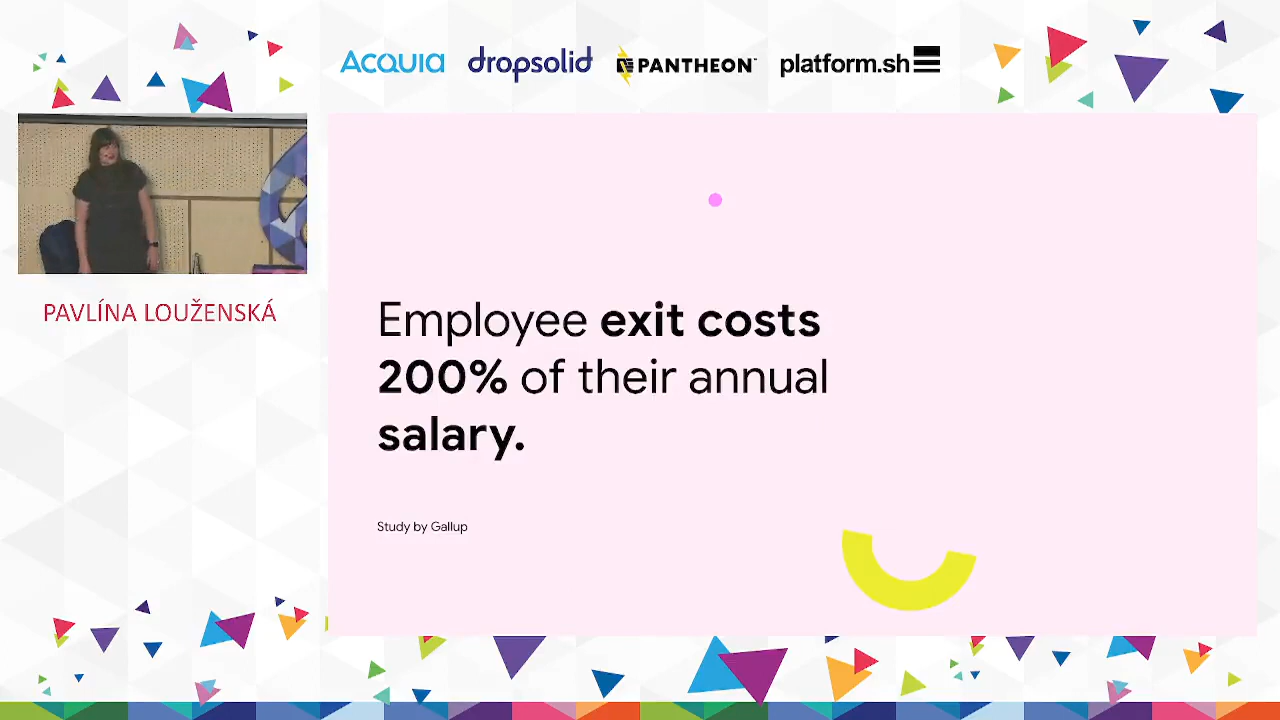 ACQUIA dropsolid PANTHEON platform.sh
PAVLÍNA LOUŽENSKÁ
Employee exit costs
200% of their annual
salary.
Study by Gallup